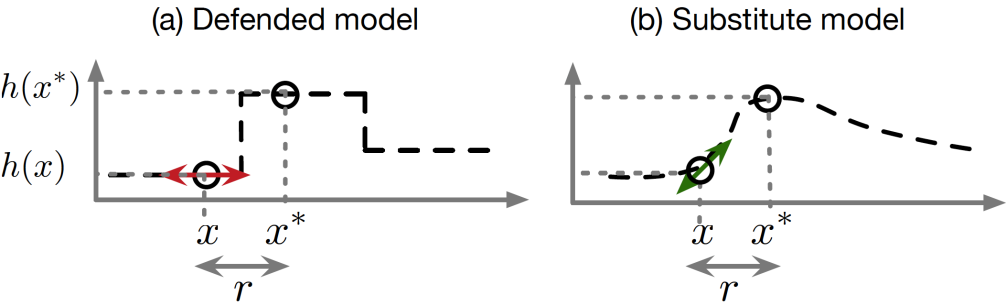 (a) Defended model
(b) Substitute model
h(x*)
h(x)
x x*
x x*
r
r